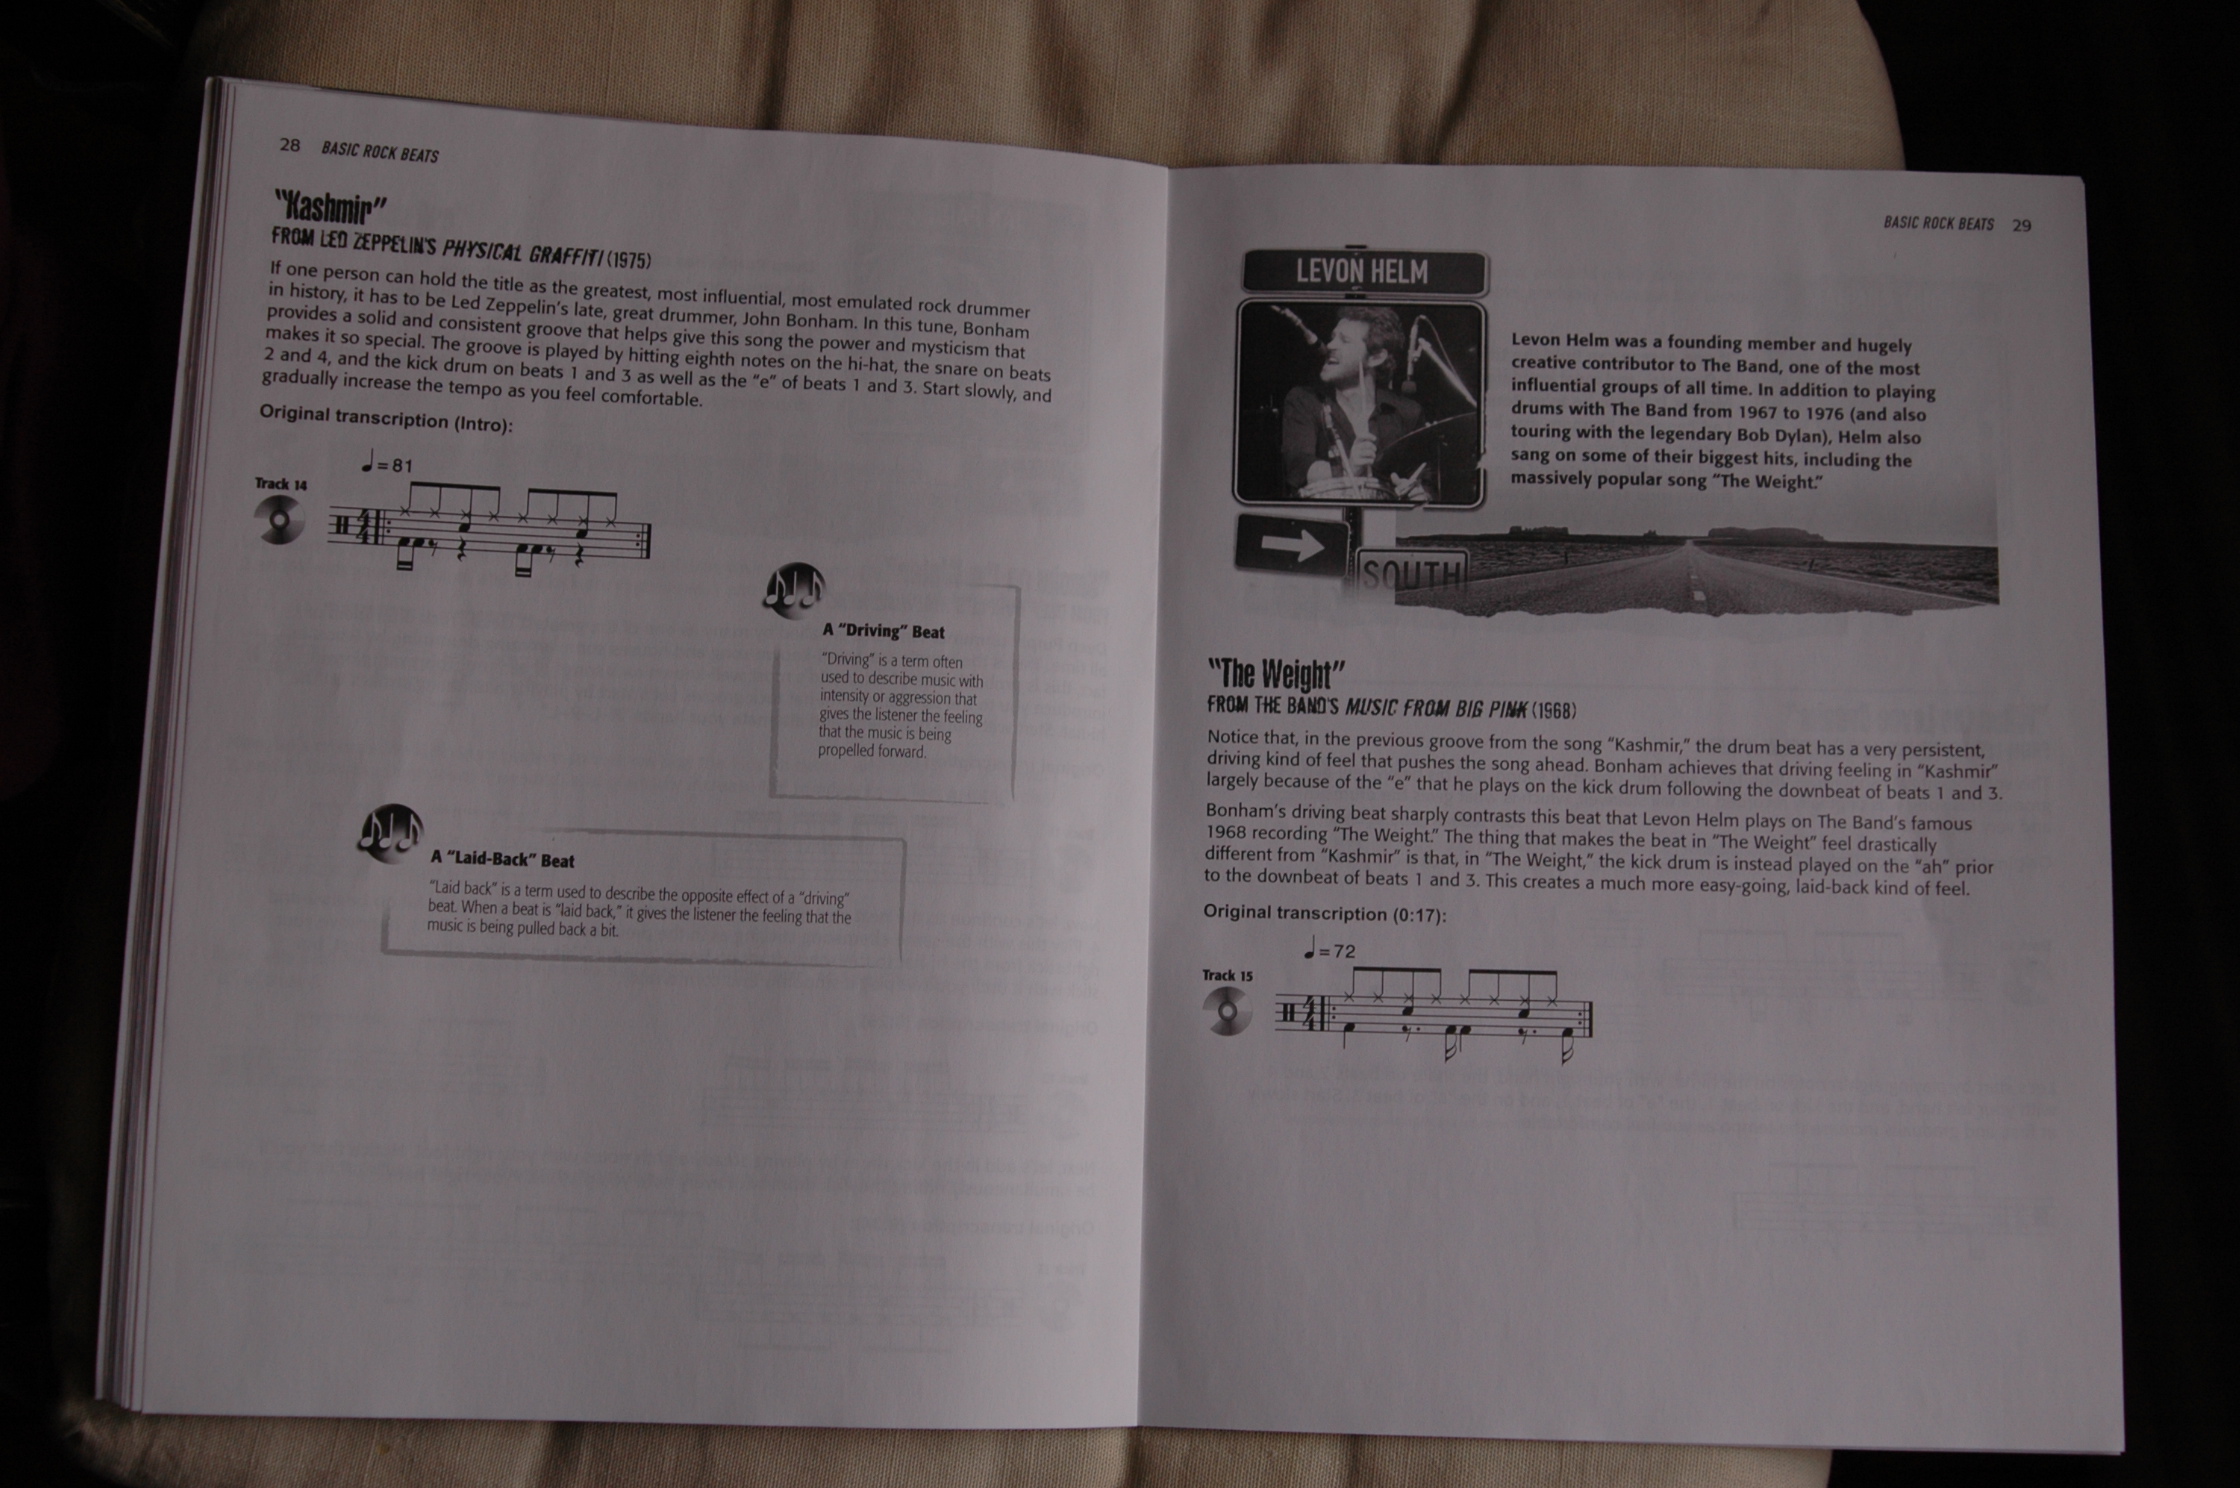 28 BASIC ROCK BEATS
"Kashmir"
FROM LED ZEPPELIN'S PHYSICAL GRAFFITI (1975)
If one person can hold the title as the greatest, most influential, most emulated rock drummer
in history, it has to be Led Zeppelin's late, great drummer, John Bonham. In this tune, Bonham
provides a solid and consistent groove that helps give this song the power and mysticism that
makes it so special. The groove is played by hitting eighth notes on the hi-hat, the snare on beats
2 and 4, and the kick drum on beats 1 and 3 as well as the "e" of beats 1 and 3. Start slowly, and
gradually increase the tempo as you feel comfortable.
Original transcription (Intro):
♩=81
Track 14
4/4
A "Driving" Beat
"Driving" is a term often
used to describe music with
intensity or aggression that
gives the listener the feeling
that the music is being
propelled forward.
A "Laid-Back" Beat
"Laid back" is a term used to describe the opposite effect of a "driving"
beat. When a beat is "laid back," it gives the listener the feeling that the
music is being pulled back a bit.
BASIC ROCK BEATS 29
LEVON HELM
Levon Helm was a founding member and hugely
creative contributor to The Band, one of the most
influential groups of all time. In addition to playing
drums with The Band from 1967 to 1976 (and also
touring with the legendary Bob Dylan), Helm also
sang on some of their biggest hits, including the
massively popular song "The Weight."
SOUTH
"The Weight"
FROM THE BAND'S MUSIC FROM BIG PINK (1968)
Notice that, in the previous groove from the song "Kashmir," the drum beat has a very persistent,
driving kind of feel that pushes the song ahead. Bonham achieves that driving feeling in "Kashmir"
largely because of the "e" that he plays on the kick drum following the downbeat of beats 1 and 3.
Bonham's driving beat sharply contrasts this beat that Levon Helm plays on The Band's famous
1968 recording "The Weight." The thing that makes the beat in "The Weight" feel drastically
different from "Kashmir" is that, in "The Weight," the kick drum is instead played on the "ah" prior
to the downbeat of beats 1 and 3. This creates a much more easy-going, laid-back kind of feel.
Original transcription (0:17):
♩=72
Track 15
4/4